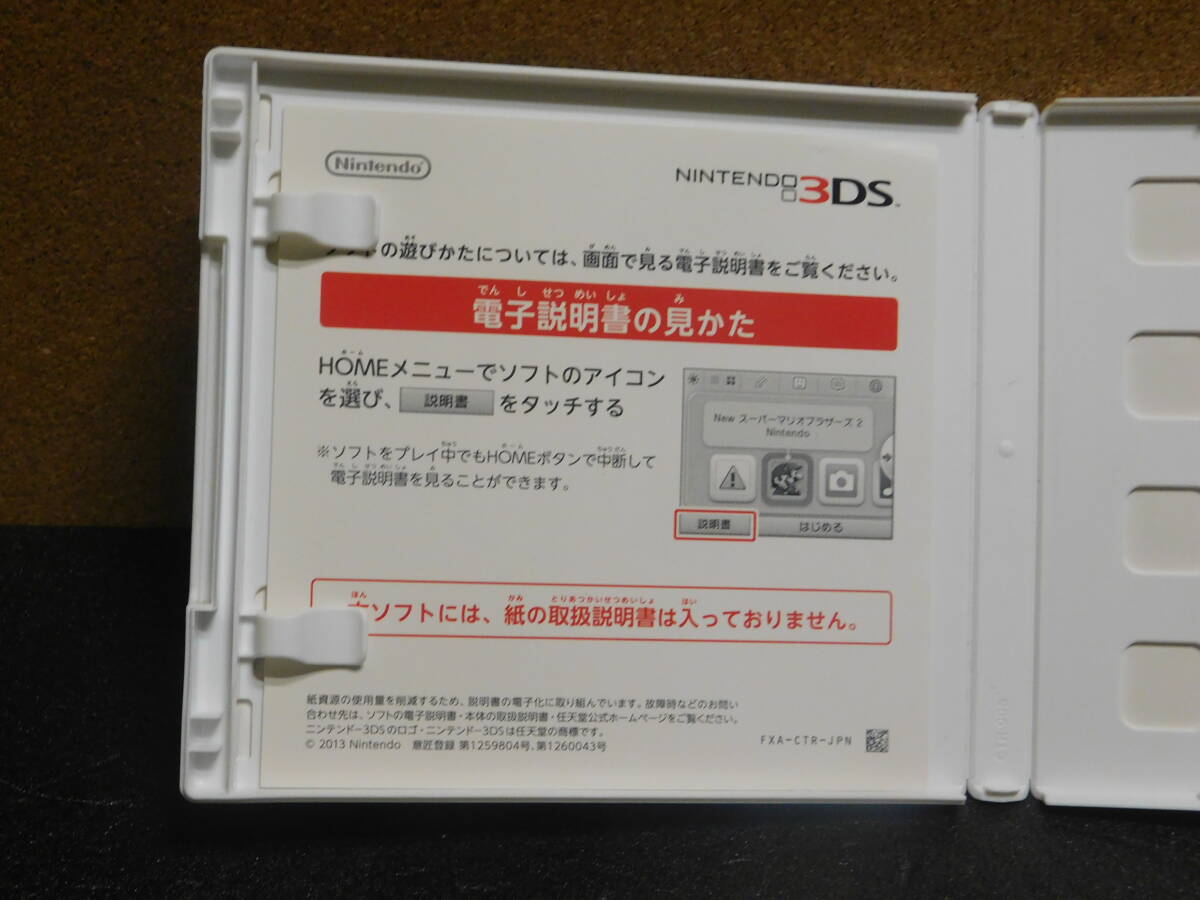 Nintendo
NINTENDO 3DS
ソフトの遊びかたについては、画面で見る電子説明書をご覧ください。
電子説明書の見かた
HOMEメニューでソフトのアイコン
を選び、 説明書 をタッチする
※ソフトをプレイ中でもHOMEボタンで中断して
電子説明書を見ることができます。
New スーパーマリオブラザーズ 2
Nintendo
説明書 はじめる
本ソフトには、紙の取扱説明書は入っておりません。
紙資源の使用量を削減するため、説明書の電子化に取り組んでいます。故障時などのお問い
合わせ先は、ソフトの電子説明書・本体の取扱説明書・任天堂公式ホームページをご覧ください。
ニンテンドー3DSのロゴ・ニンテンドー3DSは任天堂の商標です。
© 2013 Nintendo 意匠登録 第1259804号、第1260043号
FXA-CTR-JPN